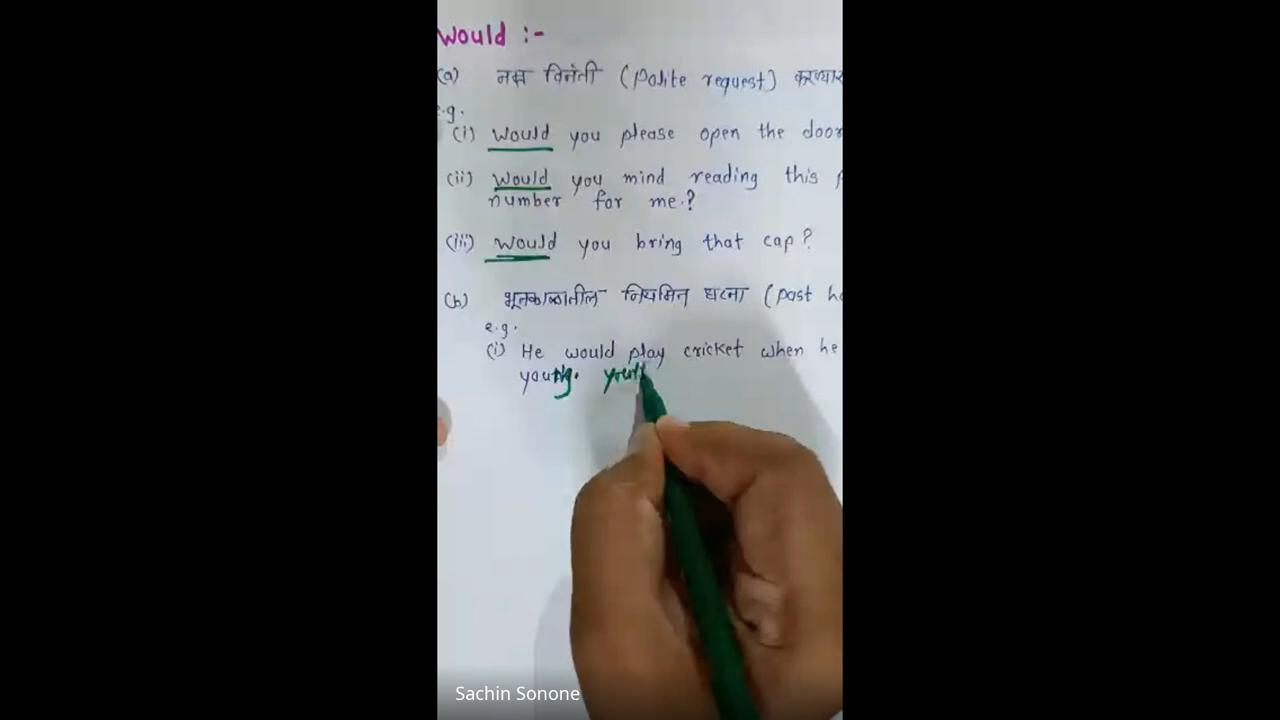 Would :-
(a) नम्र विनंती (Polite request)
e.g.
(i) Would you please open the door
(ii) Would you mind reading this
number for me.?
(iii) Would you bring that cap?
(b) भूतकाळातील नियमित घटना (past
e.g.
(i) He would play cricket when he
young.
Sachin Sonone